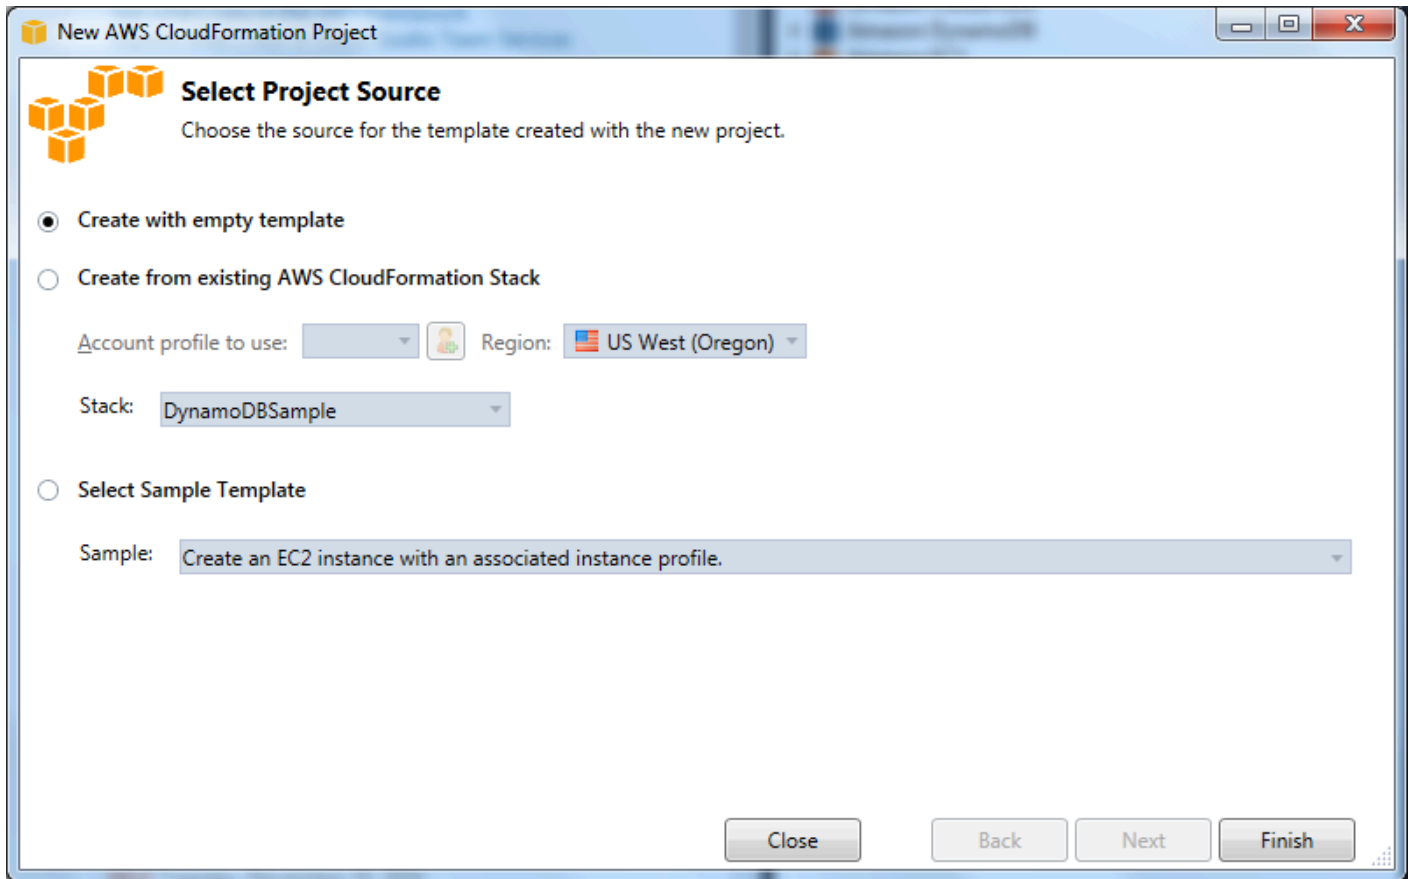 New AWS CloudFormation Project
Amazon DynamoDB
Select Project Source
Choose the source for the template created with the new project.
Create with empty template
Create from existing AWS CloudFormation Stack
Account profile to use: Region: US West (Oregon)
Stack: DynamoDBSample
Select Sample Template
Sample: Create an EC2 instance with an associated instance profile.
Close Back Next Finish